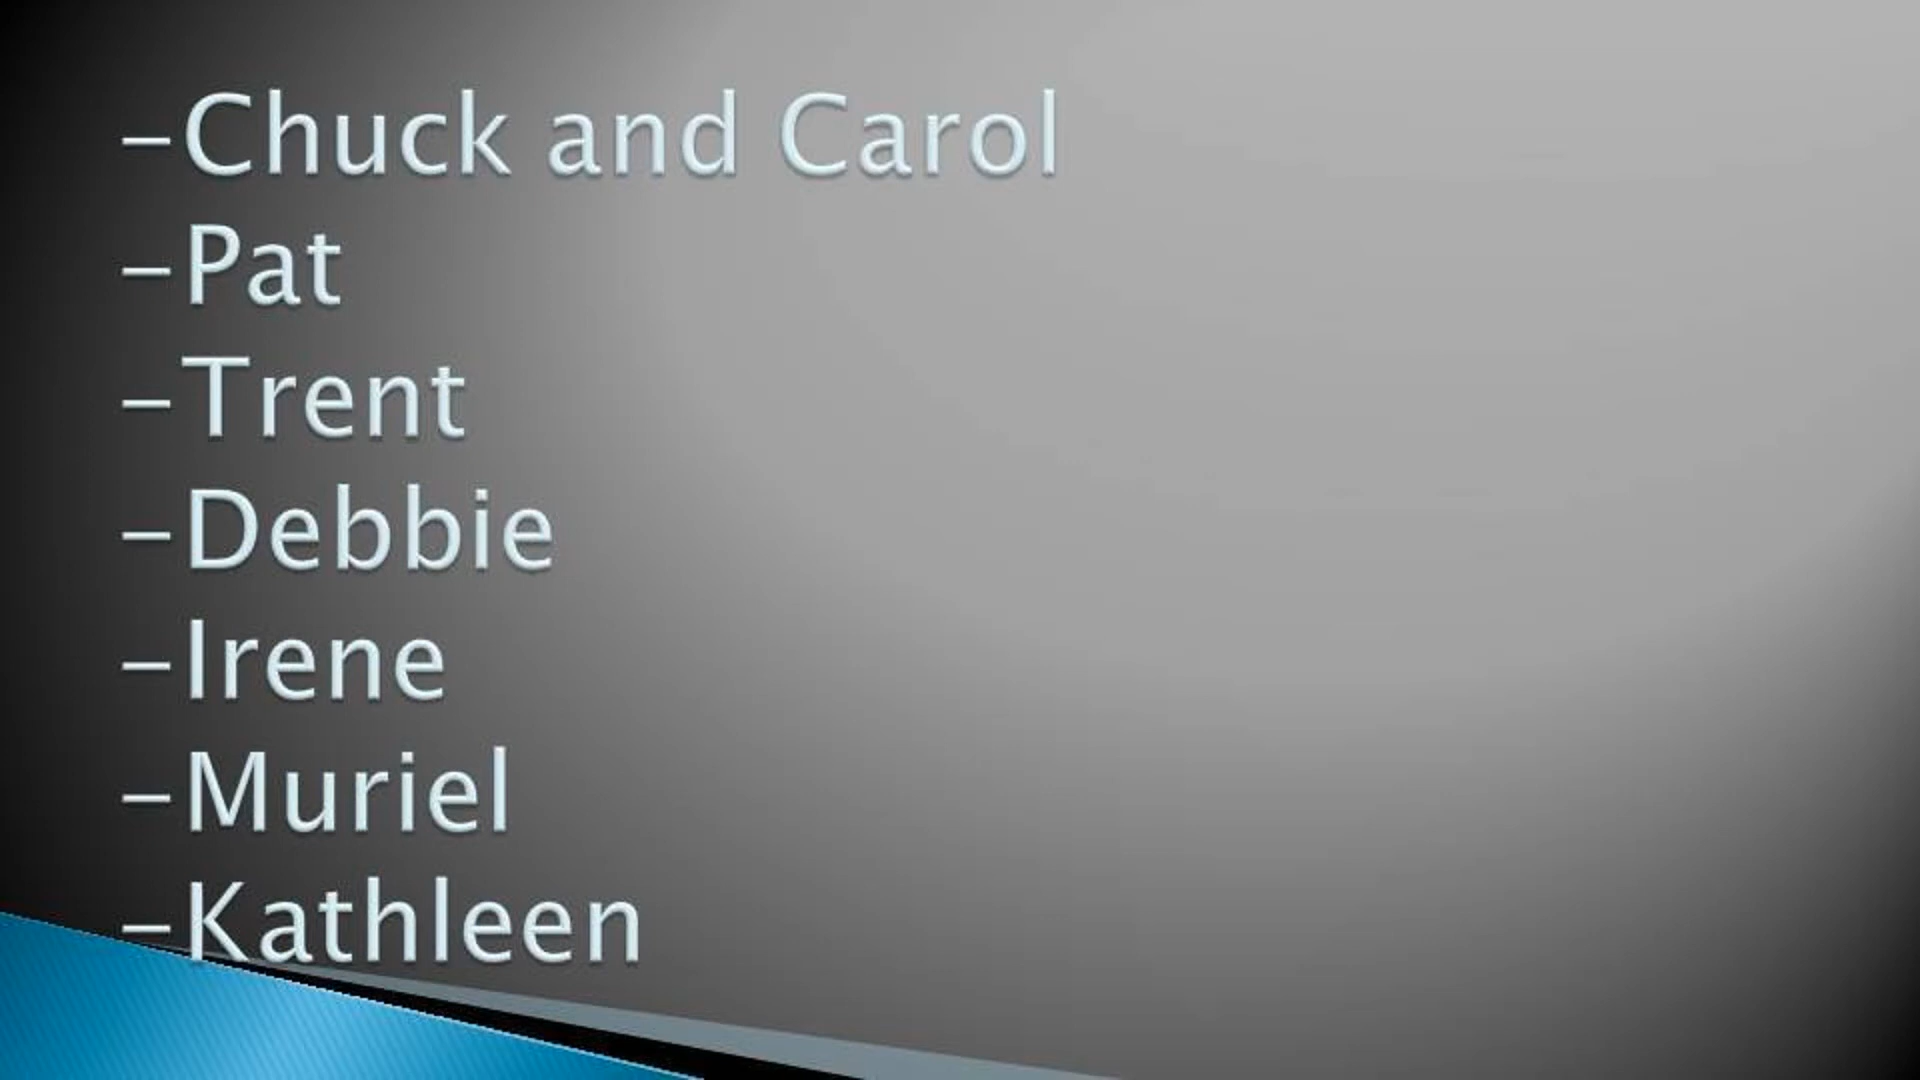 –Chuck and Carol
–Pat
–Trent
–Debbie
–Irene
–Muriel
–Kathleen